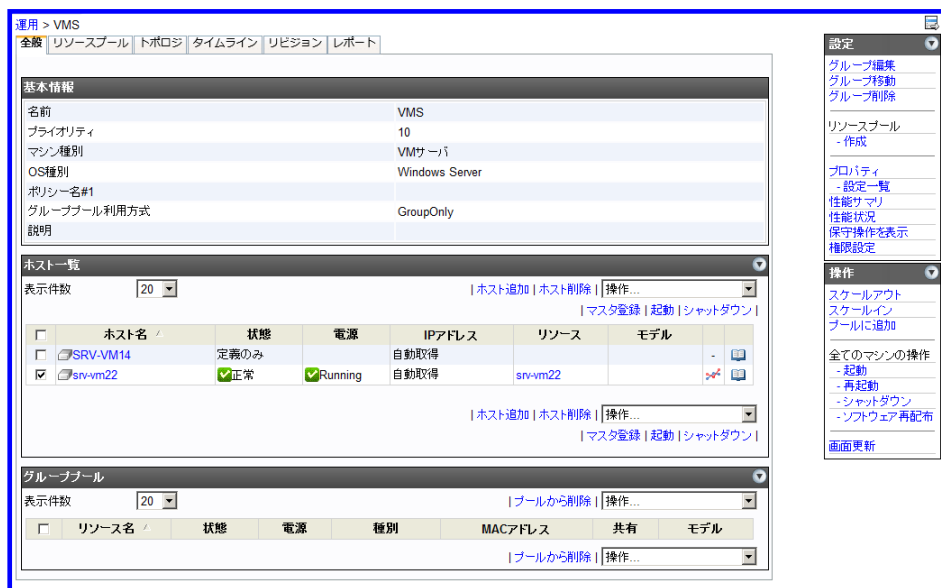 運用 > VMS
全般 リソースプール トポロジ タイムライン リビジョン レポート
基本情報
名前 VMS
プライオリティ 10
マシン種別 VMサーバ
OS種別 Windows Server
ポリシー名#1
グループプール利用方式 GroupOnly
説明
ホスト一覧
表示件数 20 | ホスト追加 | ホスト削除 | 操作...
| マスタ登録 | 起動 | シャットダウン |
ホスト名 状態 電源 IPアドレス リソース モデル
SRV-VM14 定義のみ 自動取得 -
srv-vm22 正常 Running 自動取得 srv-vm22
| ホスト追加 | ホスト削除 | 操作...
| マスタ登録 | 起動 | シャットダウン |
グループプール
表示件数 20 | プールから削除 | 操作...
リソース名 状態 電源 種別 MACアドレス 共有 モデル
| プールから削除 | 操作...
設定
グループ編集
グループ移動
グループ削除
リソースプール
- 作成
プロパティ
- 設定一覧
性能サマリ
性能状況
保守操作を表示
権限設定
操作
スケールアウト
スケールイン
プールに追加
全てのマシンの操作
- 起動
- 再起動
- シャットダウン
- ソフトウェア再配布
画面更新